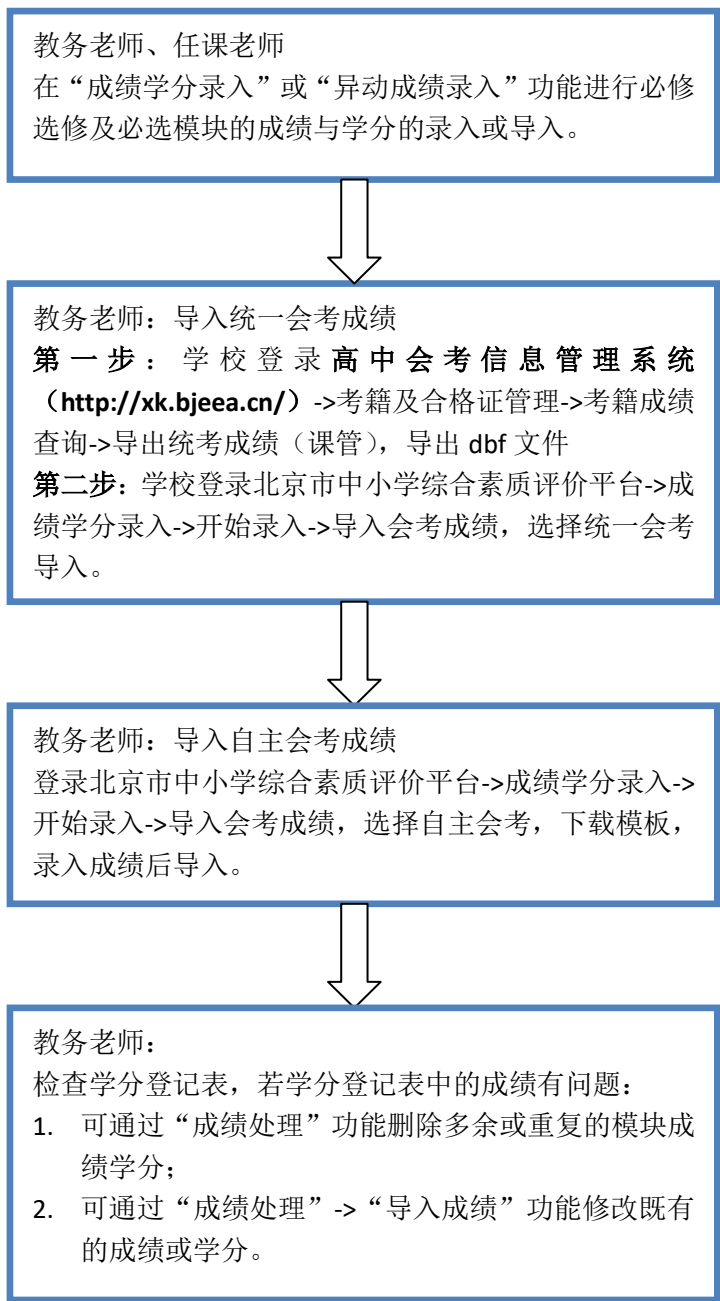 教务老师、任课老师
在“成绩学分录入”或“异动成绩录入”功能进行必修
选修及必选模块的成绩与学分的录入或导入。
教务老师：导入统一会考成绩
第一步：学校登录高中会考信息管理系统
（http://xk.bjeea.cn/）->考籍及合格证管理->考籍成绩
查询->导出统考成绩（课管），导出 dbf 文件
第二步：学校登录北京市中小学综合素质评价平台->成
绩学分录入->开始录入->导入会考成绩，选择统一会考
导入。
教务老师：导入自主会考成绩
登录北京市中小学综合素质评价平台->成绩学分录入->
开始录入->导入会考成绩，选择自主会考，下载模板，
录入成绩后导入。
教务老师：
检查学分登记表，若学分登记表中的成绩有问题：
1. 可通过“成绩处理”功能删除多余或重复的模块成
绩学分；
2. 可通过“成绩处理”->“导入成绩”功能修改既有
的成绩或学分。